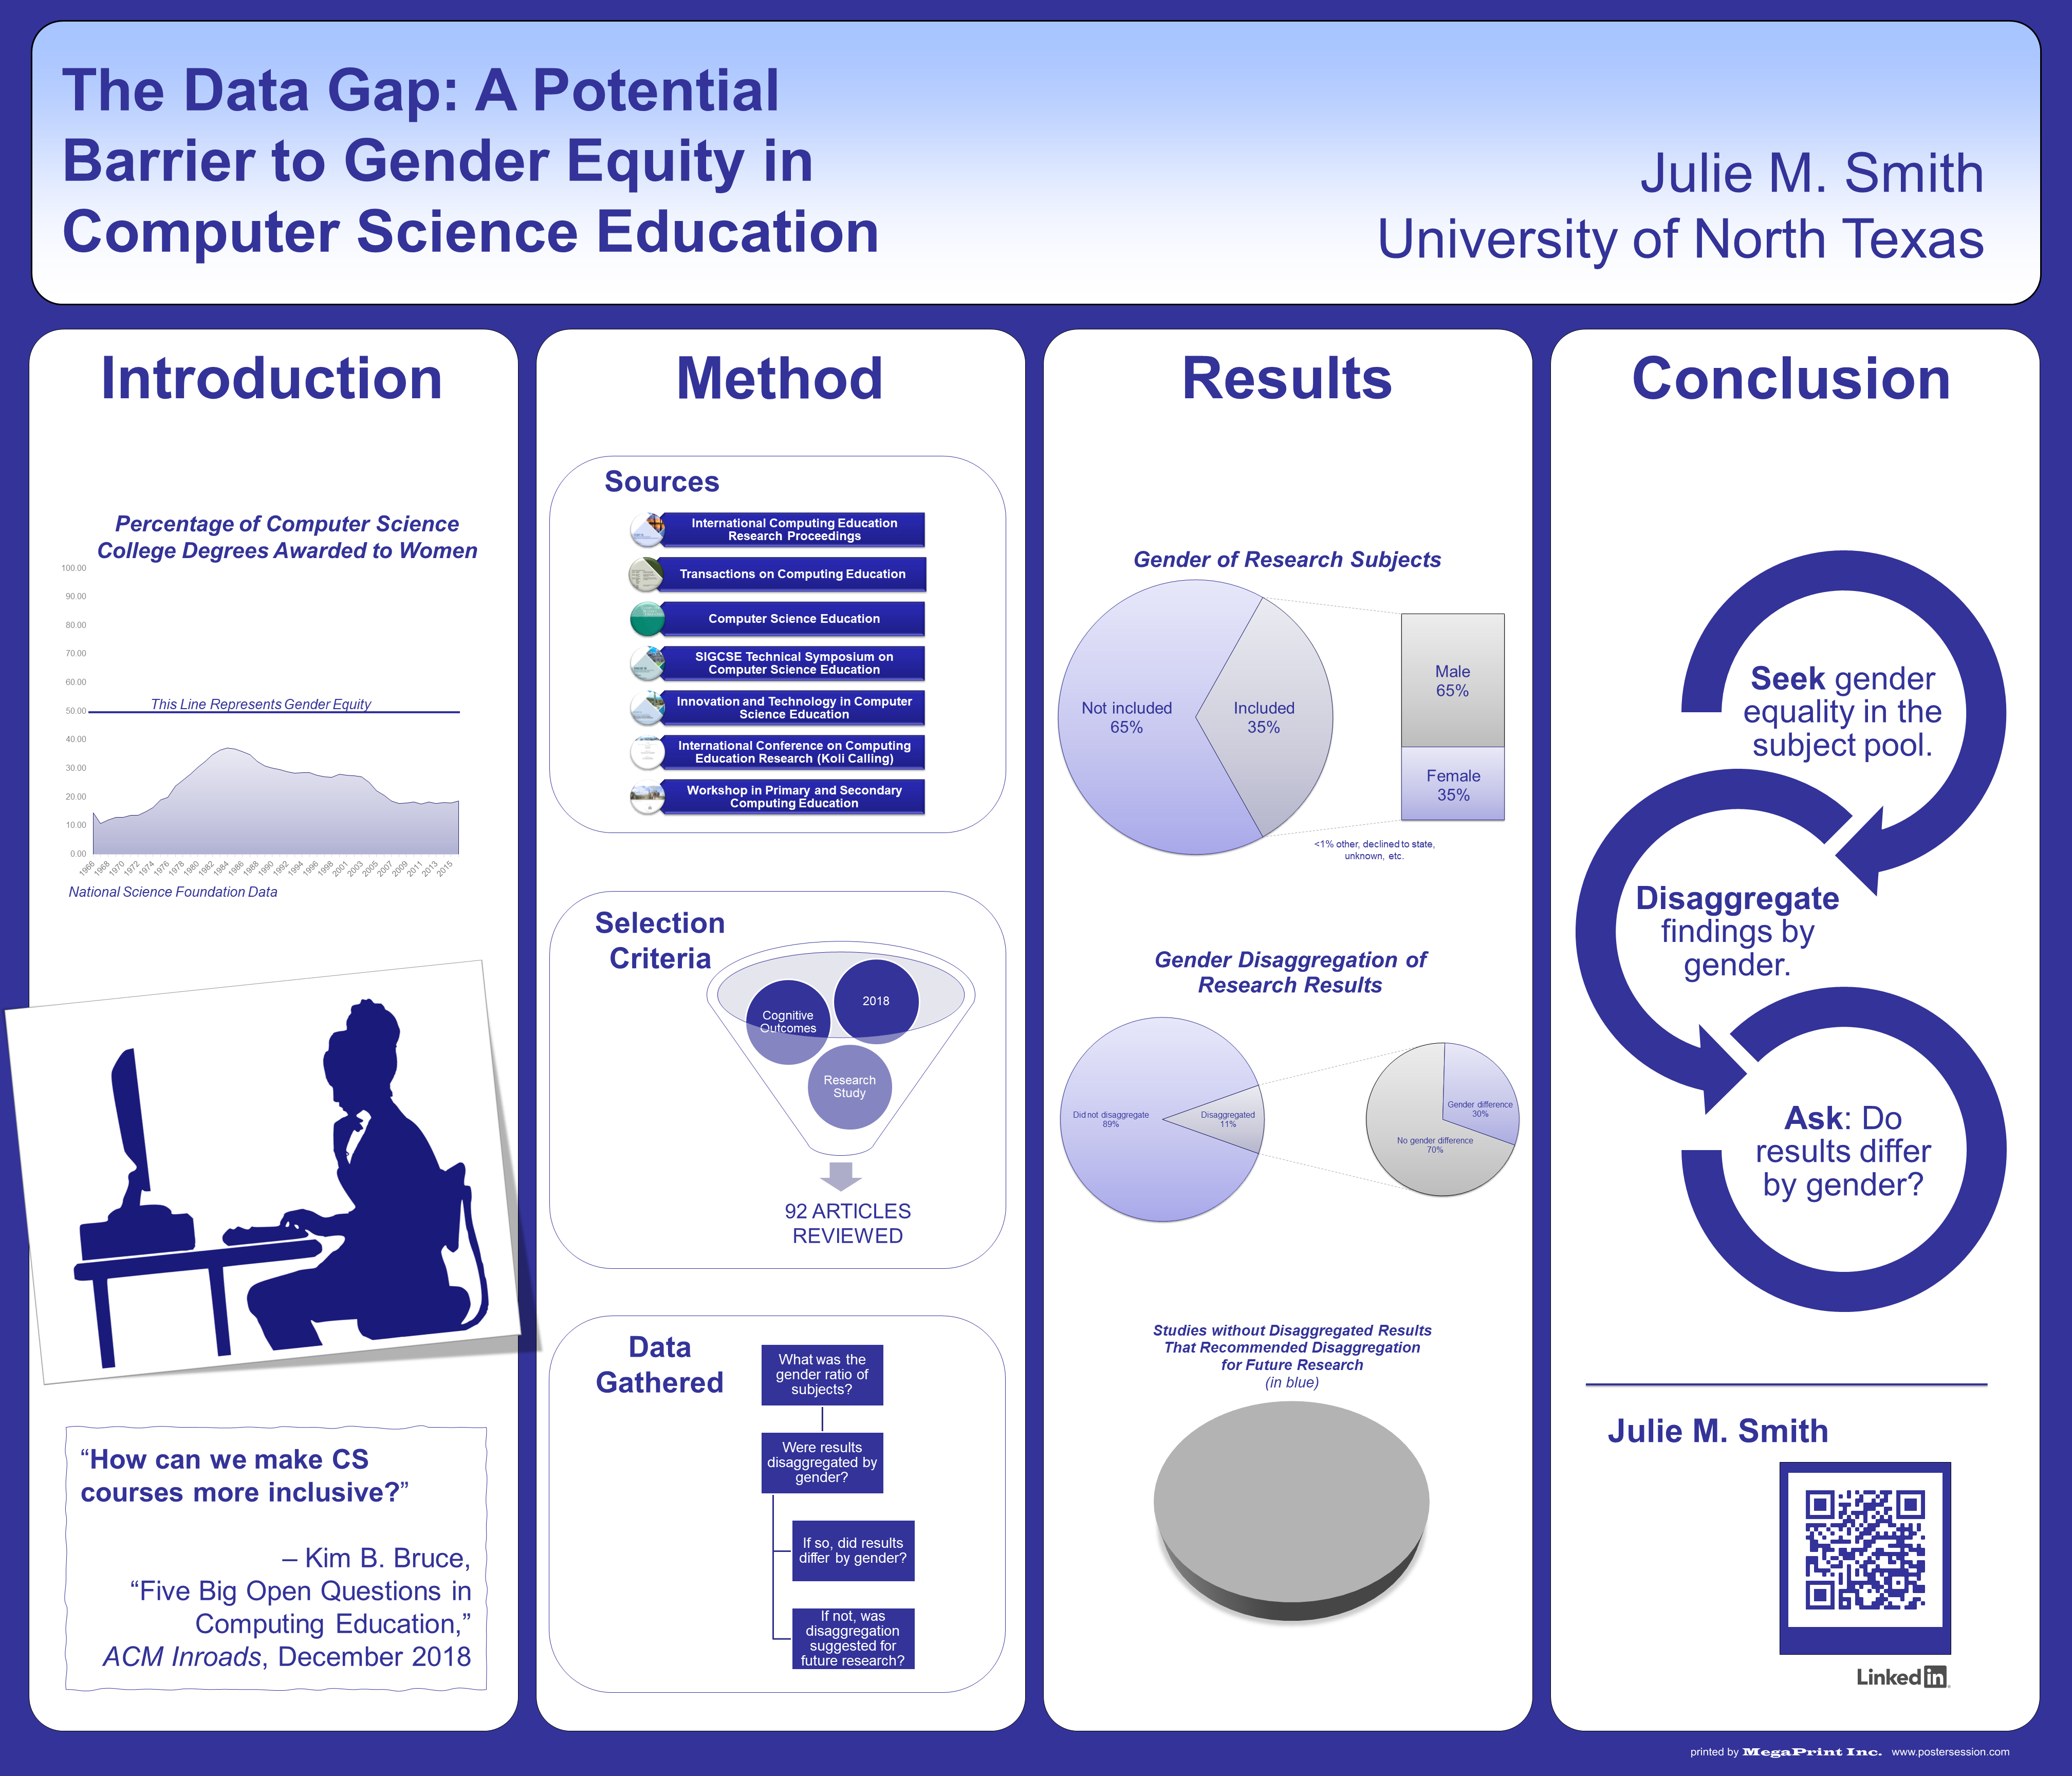 The Data Gap: A Potential
Barrier to Gender Equity in
Computer Science Education
Julie M. Smith
University of North Texas
Introduction
Percentage of Computer Science
College Degrees Awarded to Women
100.00
90.00
80.00
70.00
60.00
50.00
40.00
30.00
20.00
10.00
0.00
This Line Represents Gender Equity
1966
1968
1970
1972
1974
1976
1978
1980
1982
1984
1986
1988
1990
1992
1994
1996
1998
2001
2003
2005
2007
2009
2011
2013
2015
National Science Foundation Data
“How can we make CS
courses more inclusive?”
– Kim B. Bruce,
“Five Big Open Questions in
Computing Education,”
ACM Inroads, December 2018
Method
Sources
International Computing Education
Research Proceedings
Transactions on Computing Education
Computer Science Education
SIGCSE Technical Symposium on
Computer Science Education
Innovation and Technology in Computer
Science Education
International Conference on Computing
Education Research (Koli Calling)
Workshop in Primary and Secondary
Computing Education
Selection
Criteria
Cognitive
Outcomes
2018
Research
Study
92 ARTICLES
REVIEWED
Data
Gathered
What was the
gender ratio of
subjects?
Were results
disaggregated by
gender?
If so, did results
differ by gender?
If not, was
disaggregation
suggested for
future research?
Results
Gender of Research Subjects
Not included
65%
Included
35%
Male
65%
Female
35%
<1% other, declined to state,
unknown, etc.
Gender Disaggregation of
Research Results
Did not disaggregate
89%
Disaggregated
11%
Gender difference
30%
No gender difference
70%
Studies without Disaggregated Results
That Recommended Disaggregation
for Future Research
(in blue)
Conclusion
Seek gender
equality in the
subject pool.
Disaggregate
findings by
gender.
Ask: Do
results differ
by gender?
Julie M. Smith
Linked in
printed by MegaPrint Inc. www.postersession.com